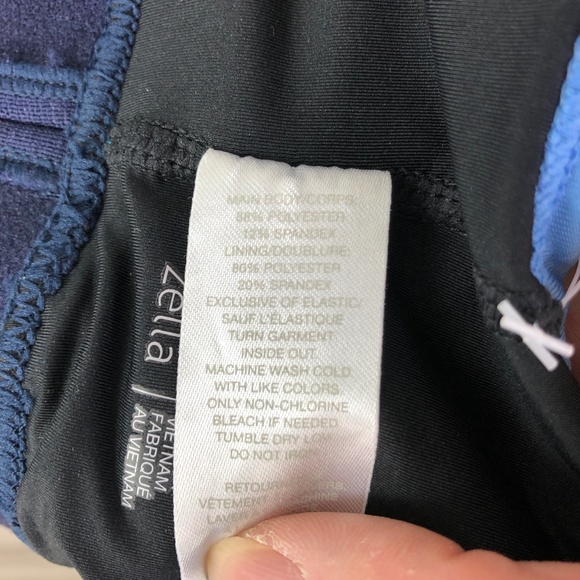 MAIN BODY/CORPS:
88% POLYESTER
12% SPANDEX
LINING/DOUBLURE:
80% POLYESTER
20% SPANDEX
EXCLUSIVE OF ELASTIC/
SAUF L'ÉLASTIQUE
TURN GARMENT
INSIDE OUT.
MACHINE WASH COLD
WITH LIKE COLORS.
ONLY NON-CHLORINE
BLEACH IF NEEDED
TUMBLE DRY LOW
DO NOT IRON
VÊTEMENT
zella
VIETNAM
FABRIQUÉ
AU VIETNAM